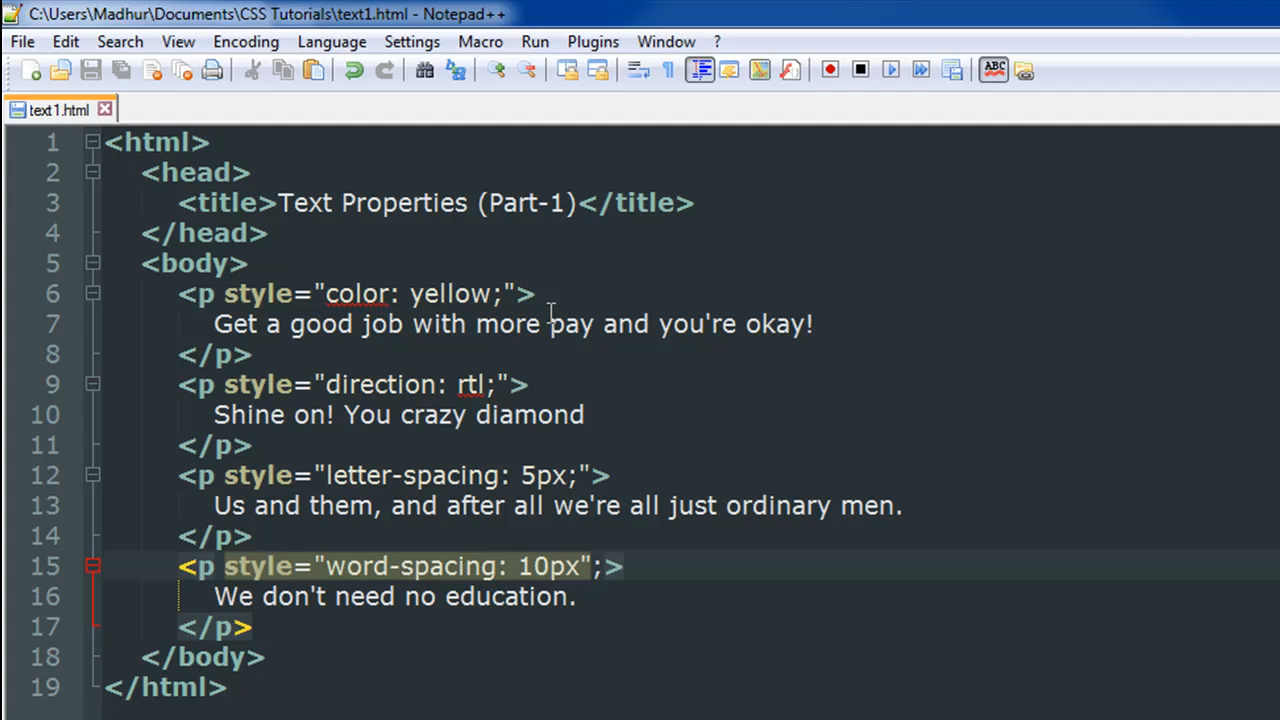 C:\Users\Madhur\Documents\CSS Tutorials\text1.html - Notepad++
File Edit Search View Encoding Language Settings Macro Run Plugins Window ?
ABC
text1.html
1 <html>
2 <head>
3 <title>Text Properties (Part-1)</title>
4 </head>
5 <body>
6 <p style="color: yellow;">
7 Get a good job with more pay and you're okay!
8 </p>
9 <p style="direction: rtl;">
10 Shine on! You crazy diamond
11 </p>
12 <p style="letter-spacing: 5px;">
13 Us and them, and after all we're all just ordinary men.
14 </p>
15 <p style="word-spacing: 10px";>
16 We don't need no education.
17 </p>
18 </body>
19 </html>